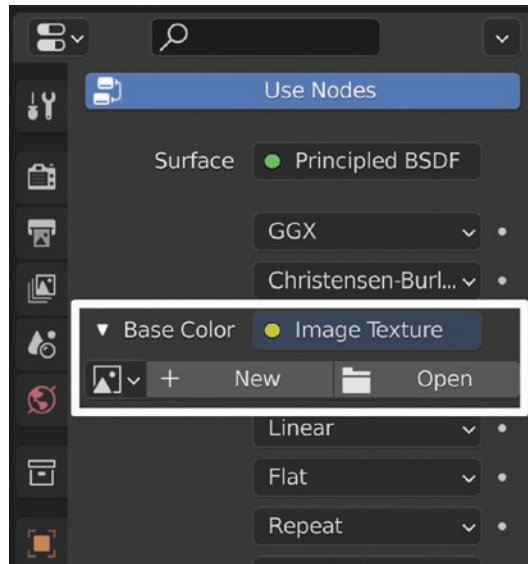 Use Nodes
Surface Principled BSDF
GGX
Christensen-Burl...
Base Color Image Texture
New Open
Linear
Flat
Repeat